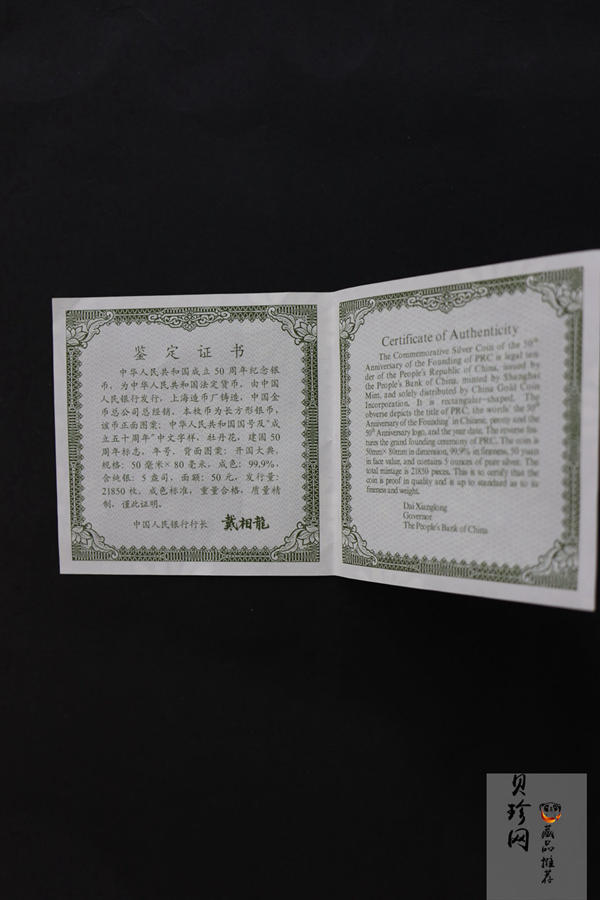 鉴定证书
中华人民共和国成立50周年纪念银
币，为中华人民共和国法定货币，由中国
人民银行发行，上海造币厂铸造，中国金
币总公司总经销。本枚币为长方形银币，
该币正面图案：中华人民共和国国号及“成
立五十周年”中文字样、牡丹花、建国50
周年标志、年号，背面图案：开国大典，
规格：50毫米×80毫米，成色：99.9%，
含纯银：5盎司，面额：50元，发行量：
21850枚，成色标准，重量合格，质量精
制，谨此证明。
中国人民银行行长 戴相龍
Certificate of Authenticity
The Commemorative Silver Coin of the 50th
Anniversary of the Founding of PRC is legal ten
der of the People's Republic of China, issued by
the People's Bank of China, minted by Shanghai
Mint, and solely distributed by China Gold Coin
Incorporation. It is rectangular-shaped. The
obverse depicts the title of PRC, the words 'the 50th
Anniversary of the Founding' in Chinese, peony and the
50th Anniversary logo, and the year date. The reverse fea
tures the grand founding ceremony of PRC. The coin is
50mm×80mm in dimension, 99.9% in fineness, 50 yuan
in face value, and contains 5 ounces of pure silver. The
total mintage is 21850 pieces. This is to certify that the
coin is proof in quality and is up to standard as to its
fineness and weight.
Dai Xianglong
Governor
The People's Bank of China
贝珍网
藏品推荐